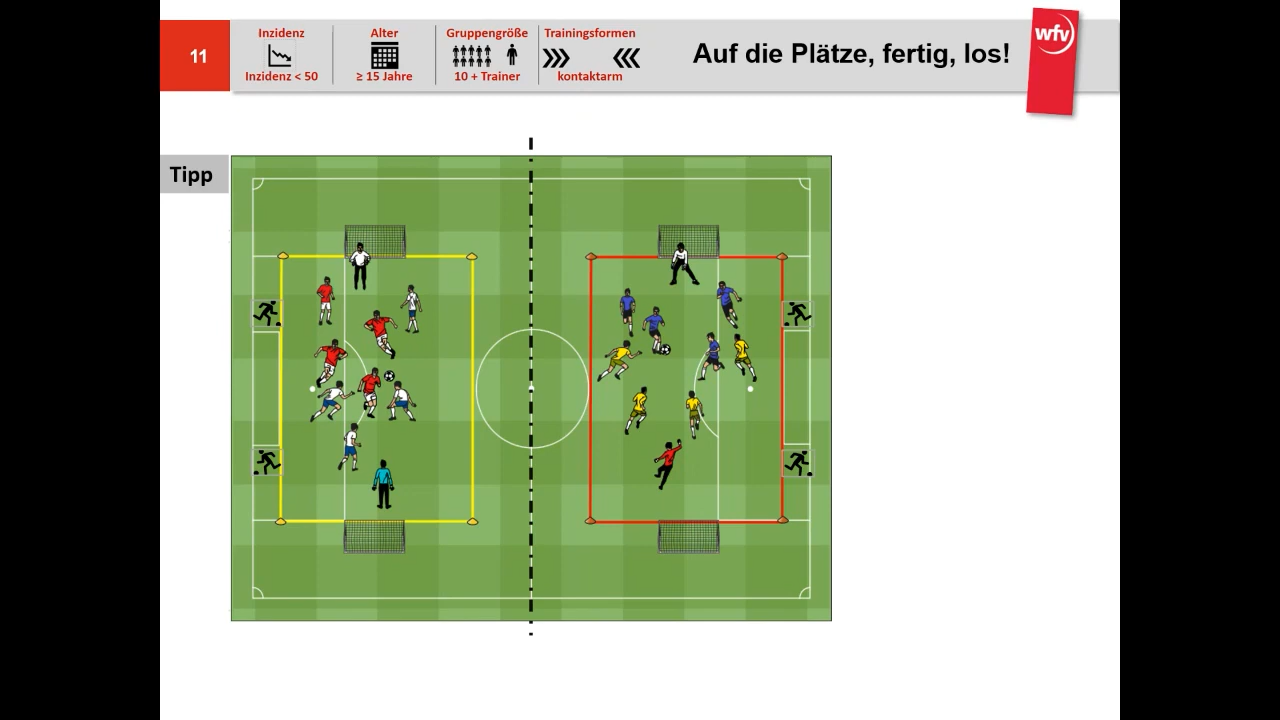 11
Inzidenz
Inzidenz < 50
Alter
≥ 15 Jahre
Gruppengröße
10 + Trainer
Trainingsformen
kontaktarm
Auf die Plätze, fertig, los!
wfv
Tipp